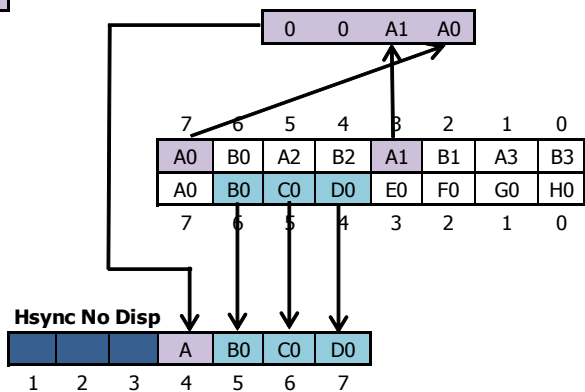 0 0 A1 A0
7 6 5 4 3 2 1 0
A0 B0 A2 B2 A1 B1 A3 B3
A0 B0 C0 D0 E0 F0 G0 H0
7 6 5 4 3 2 1 0
Hsync No Disp
A B0 C0 D0
1 2 3 4 5 6 7